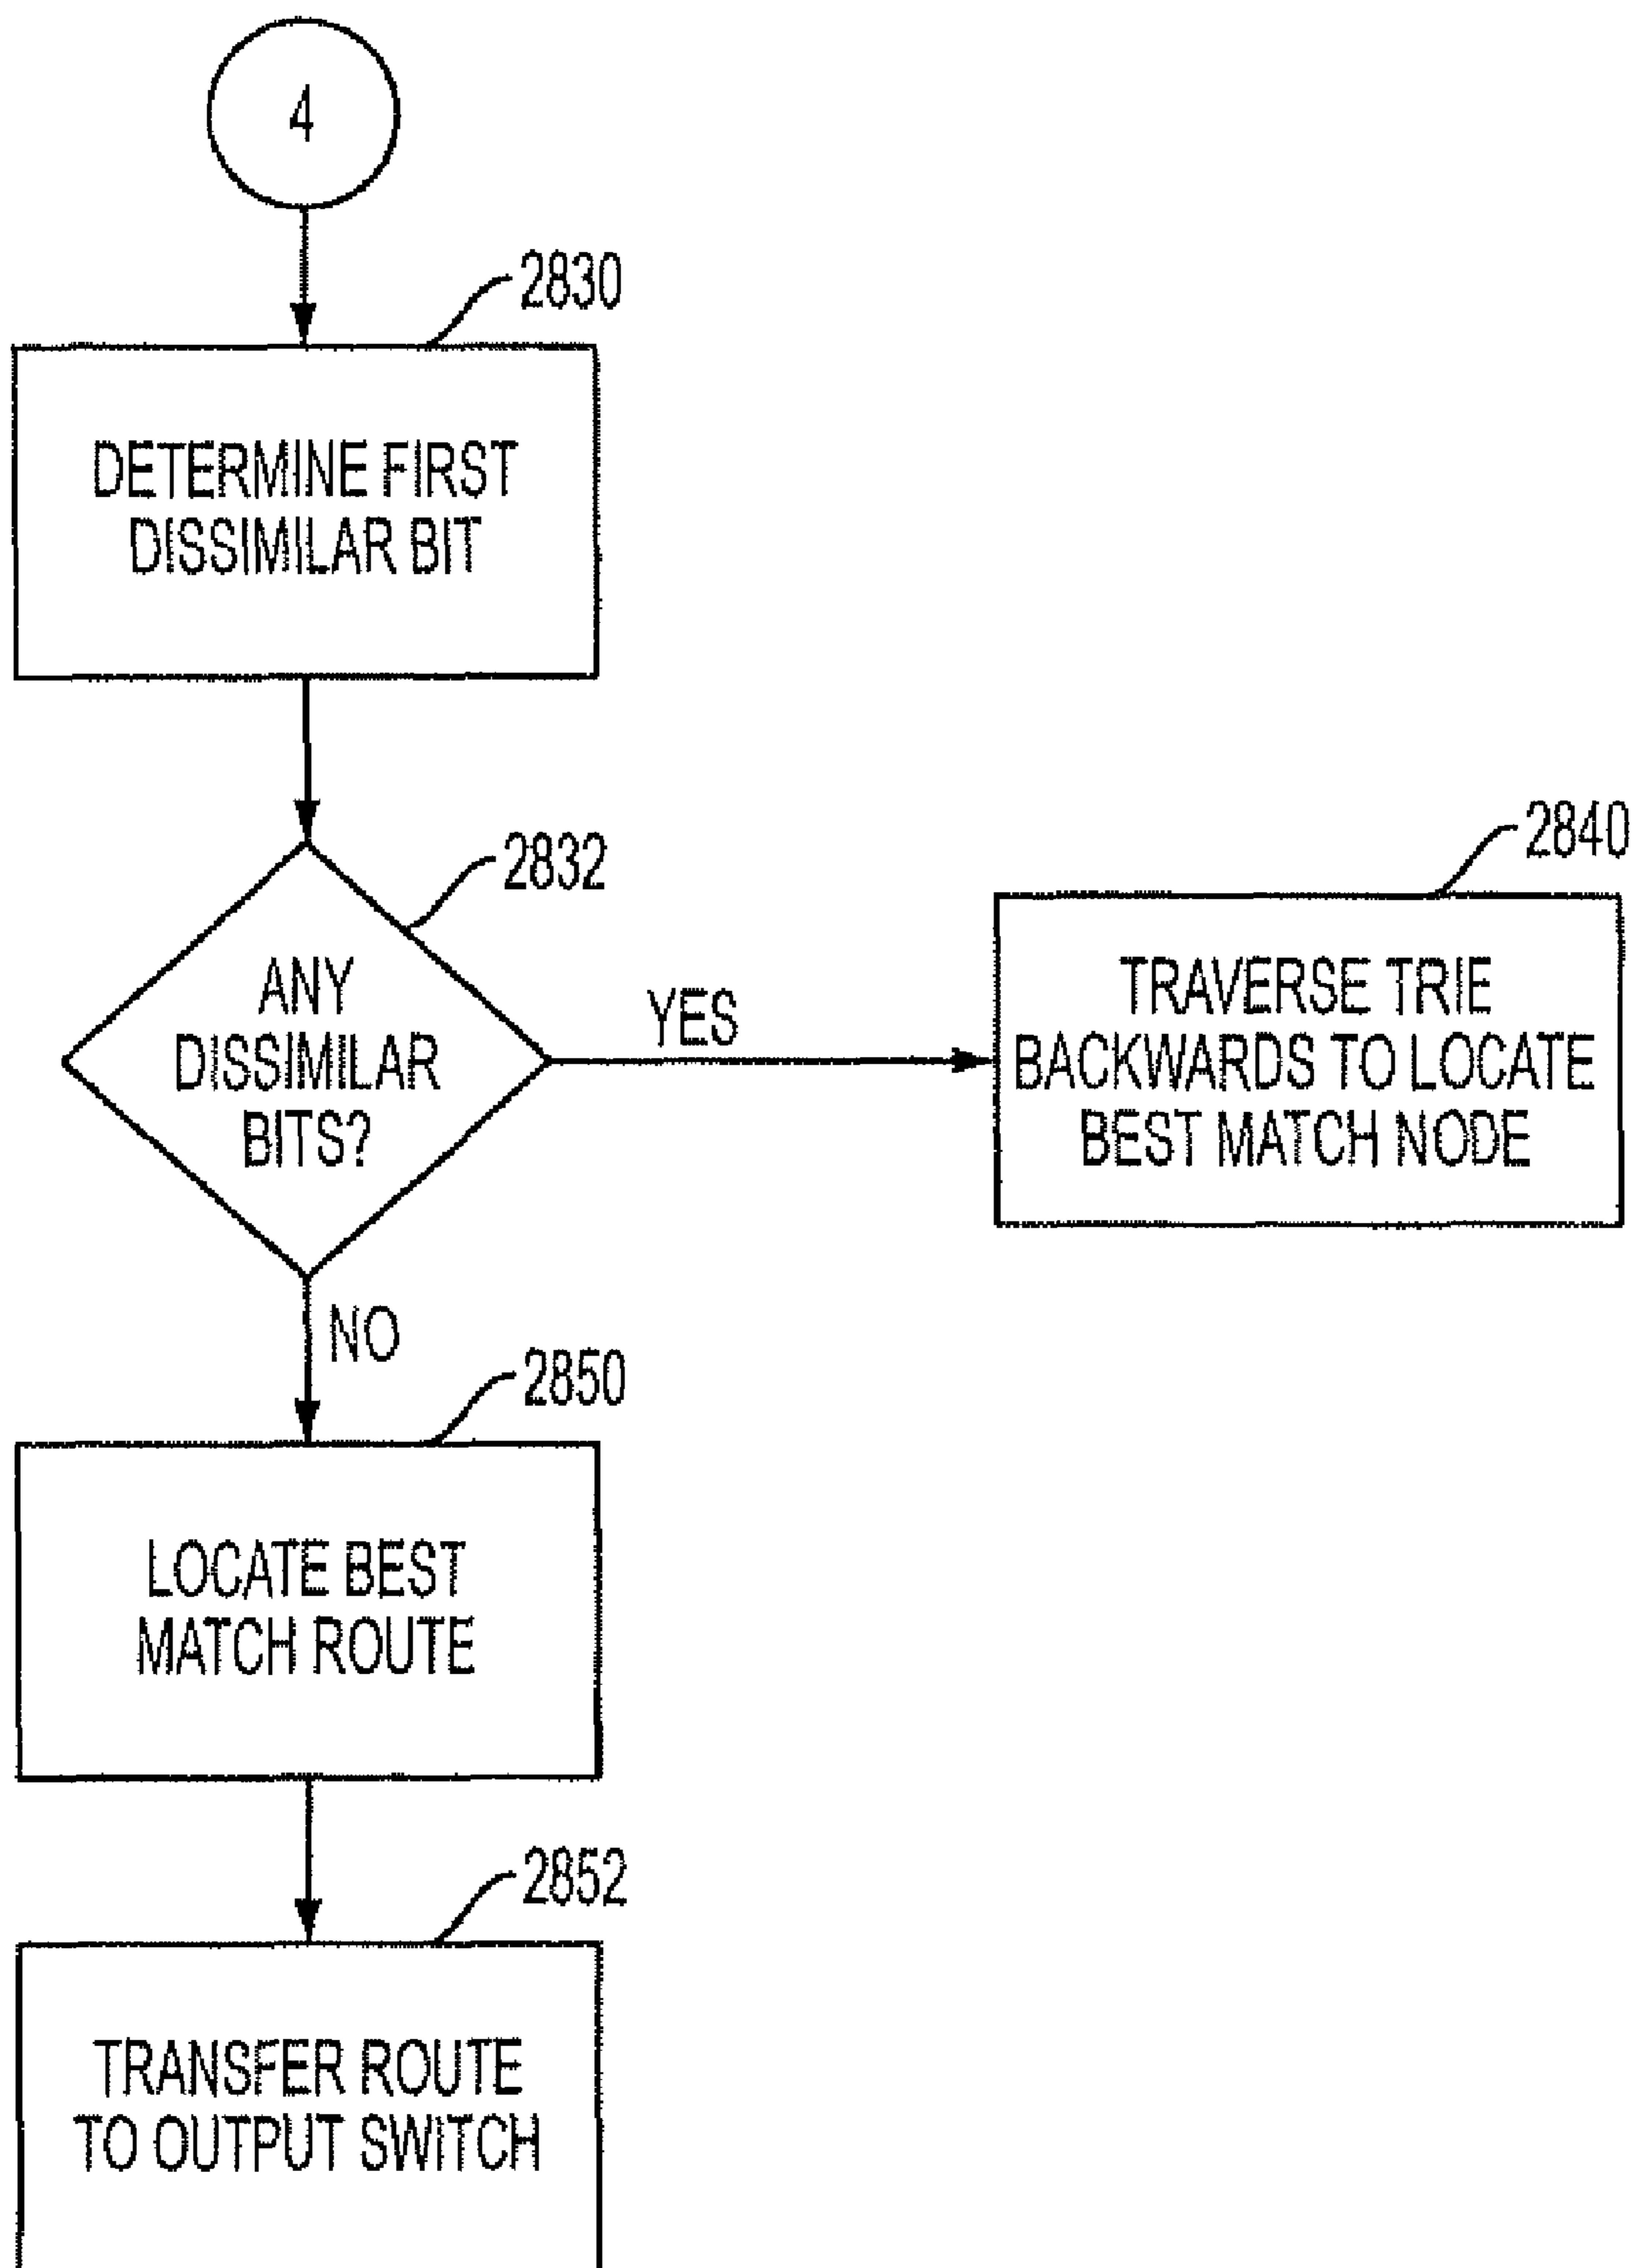 4
2830
DETERMINE FIRST
DISSIMILAR BIT
2832
ANY
DISSIMILAR
BITS?
YES
2840
TRAVERSE TRIE
BACKWARDS TO LOCATE
BEST MATCH NODE
NO
2850
LOCATE BEST
MATCH ROUTE
2852
TRANSFER ROUTE
TO OUTPUT SWITCH